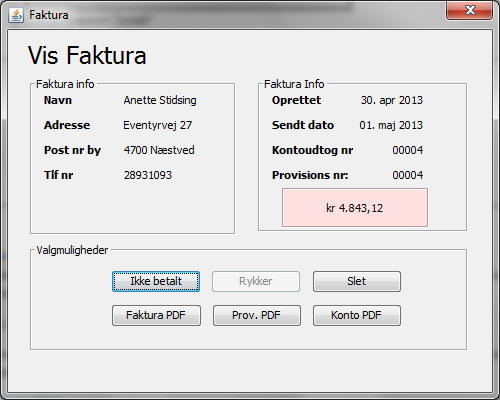 Faktura
Vis Faktura
Faktura info
Navn Anette Stidsing
Adresse Eventyrvej 27
Post nr by 4700 Næstved
Tlf nr 28931093
Faktura Info
Oprettet 30. apr 2013
Sendt dato 01. maj 2013
Kontoudtog nr 00004
Provisions nr: 00004
kr 4.843,12
Valgmuligheder
Ikke betalt Rykker Slet
Faktura PDF Prov. PDF Konto PDF